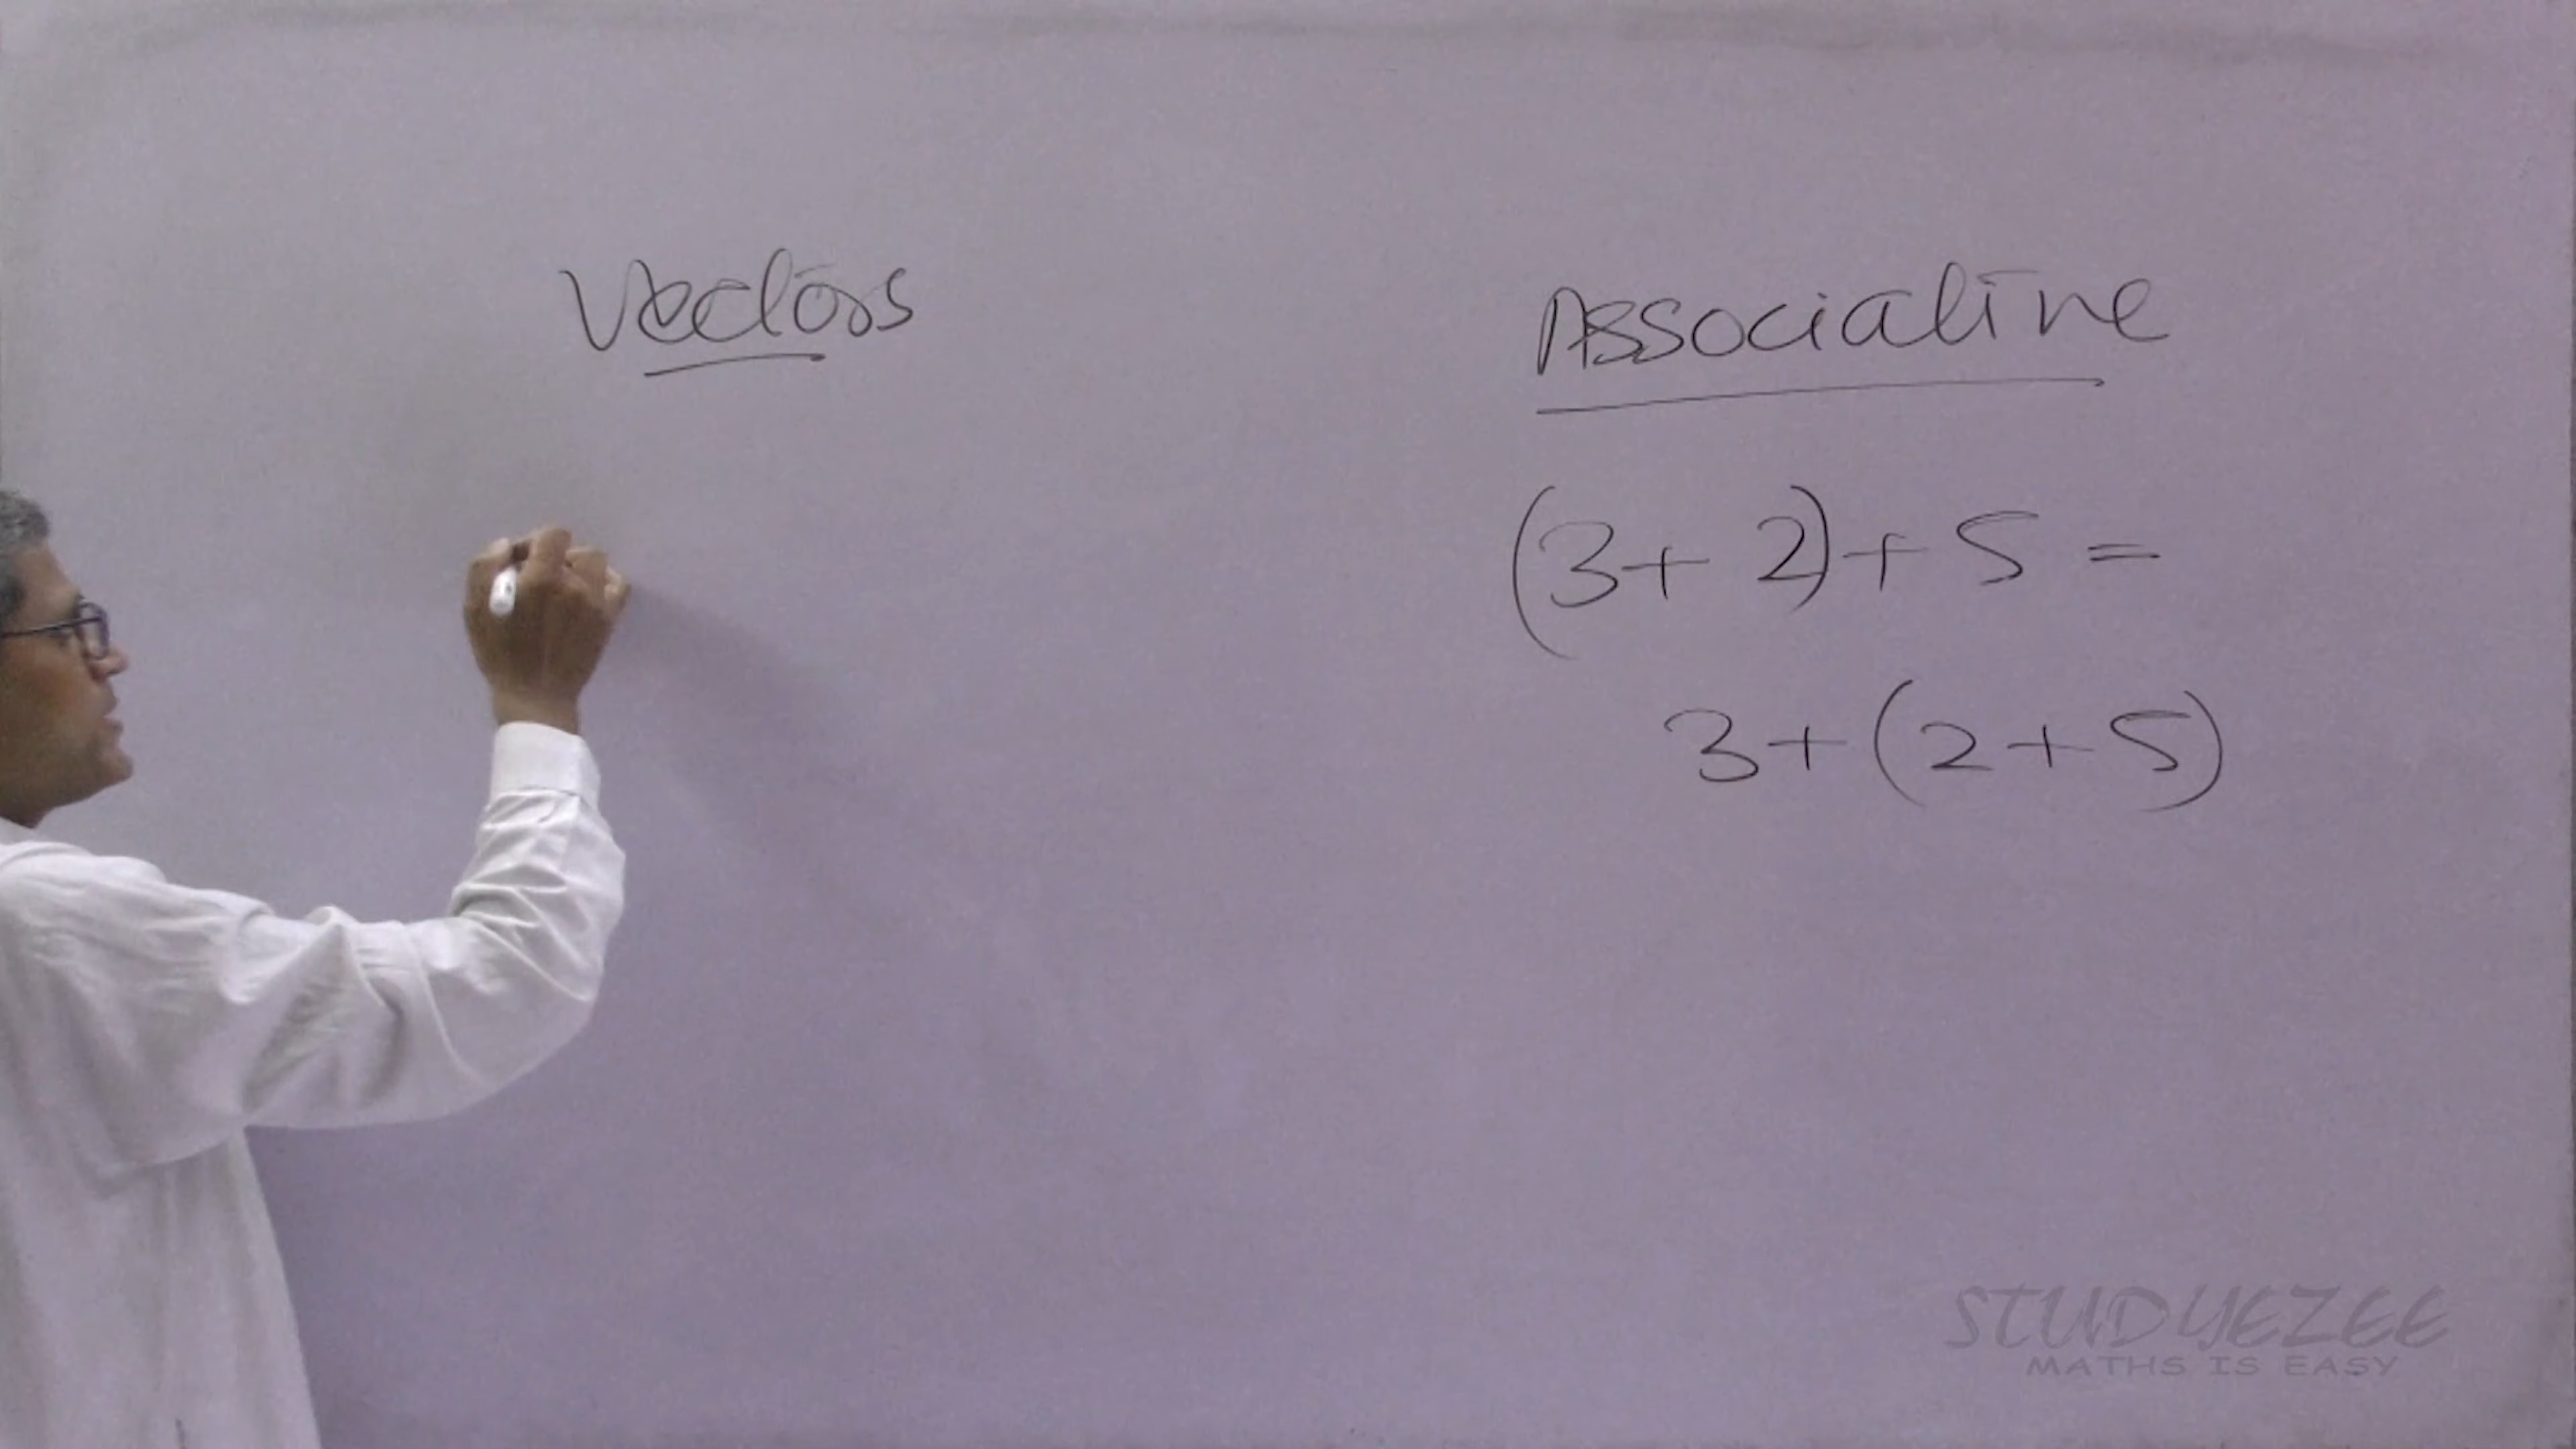 Vectors
Associative
(3+2)+5=
3+(2+5)
STUDYEZEE
MATHS IS EASY